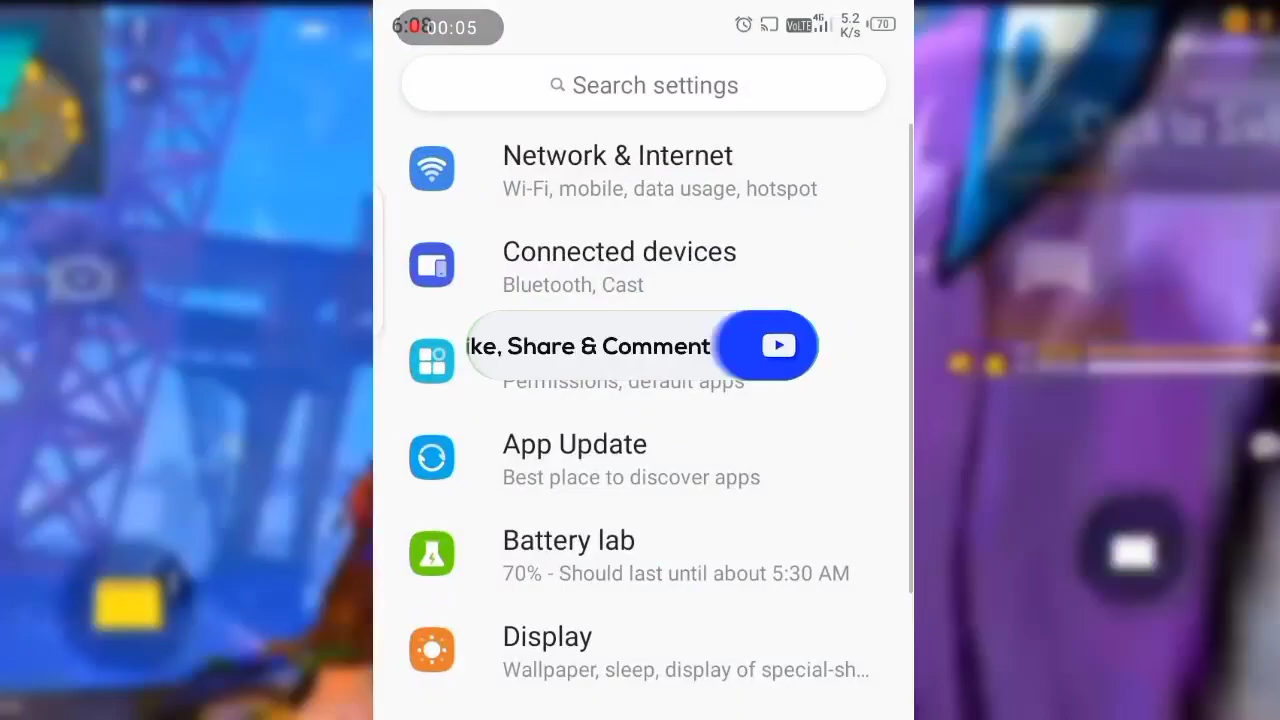 00:05
VoLTE
4G
5.2
K/s
70
Search settings
Network & Internet
Wi-Fi, mobile, data usage, hotspot
Connected devices
Bluetooth, Cast
ke, Share & Comment
Permissions, default apps
App Update
Best place to discover apps
Battery lab
70% - Should last until about 5:30 AM
Display
Wallpaper, sleep, display of special-sh...